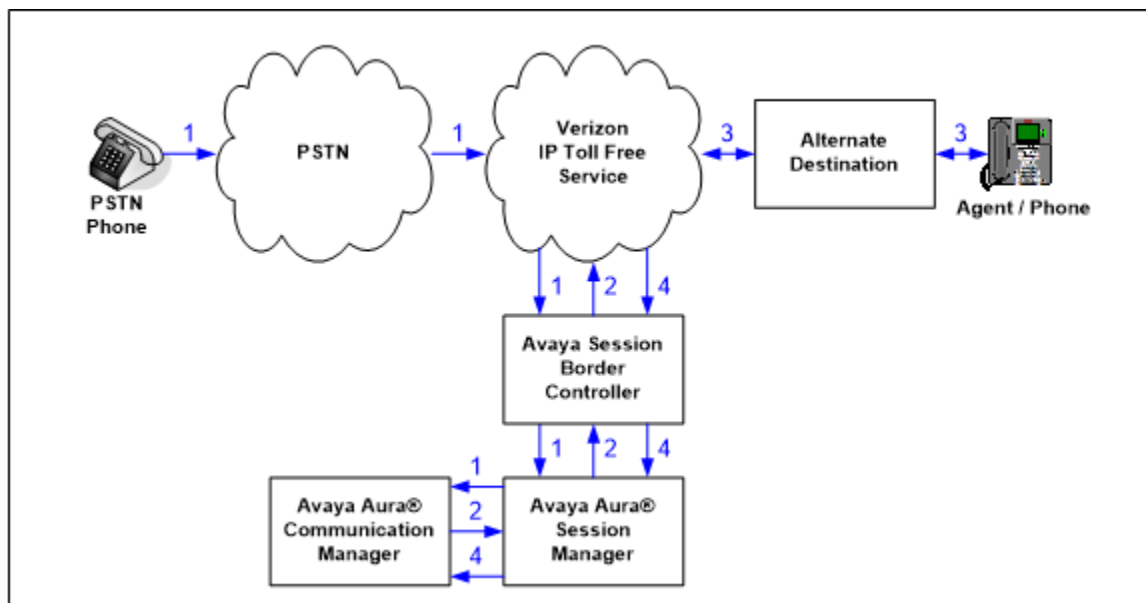 1
PSTN
Phone
PSTN
1
Verizon
IP Toll Free
Service
3
Alternate
Destination
3
Agent / Phone
1
2
4
Avaya Session
Border
Controller
1
2
4
Avaya Aura®
Communication
Manager
1
2
4
Avaya Aura®
Session
Manager